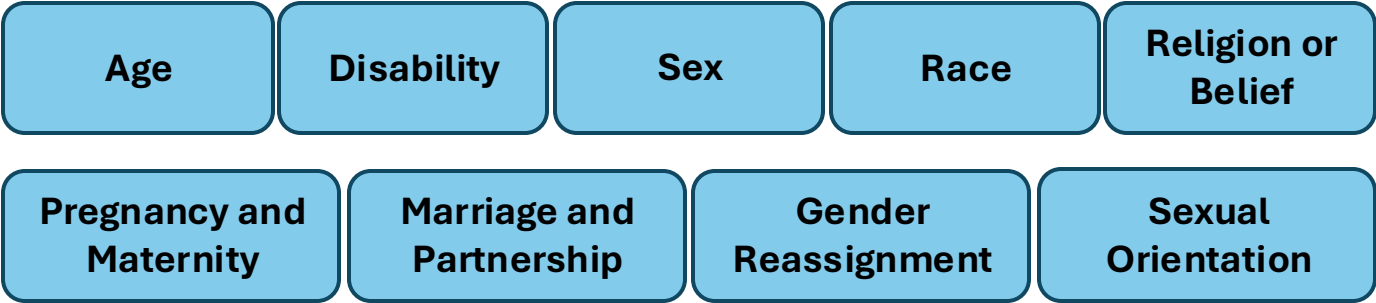 Age
Disability
Sex
Race
Religion or
Belief
Pregnancy and
Maternity
Marriage and
Partnership
Gender
Reassignment
Sexual
Orientation